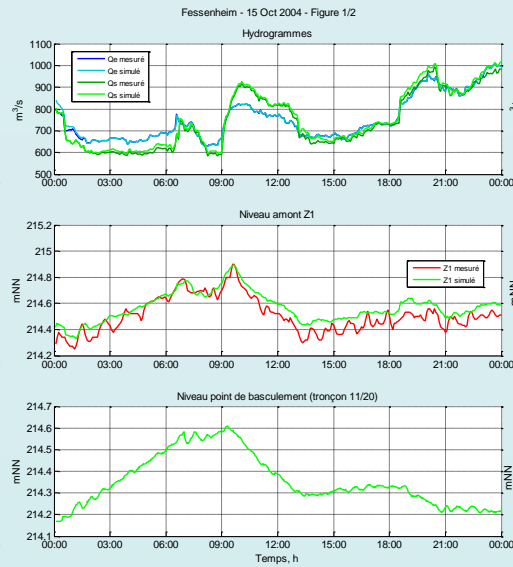 Fessenheim - 15 Oct 2004 - Figure 1/2
Hydrogrammes
1100
1000
900
800
700
600
500
m³/s
Qe mesuré
Qe simulé
Qs mesuré
Qs simulé
00:00 03:00 06:00 09:00 12:00 15:00 18:00 21:00 00:00
Niveau amont Z1
215.2
215
214.8
214.6
214.4
214.2
mNN
Z1 mesuré
Z1 simulé
mNN
00:00 03:00 06:00 09:00 12:00 15:00 18:00 21:00 00:00
Niveau point de basculement (tronçon 11/20)
214.7
214.6
214.5
214.4
214.3
214.2
214.1
mNN
mNN
00:00 03:00 06:00 09:00 12:00 15:00 18:00 21:00 00:00
Temps, h